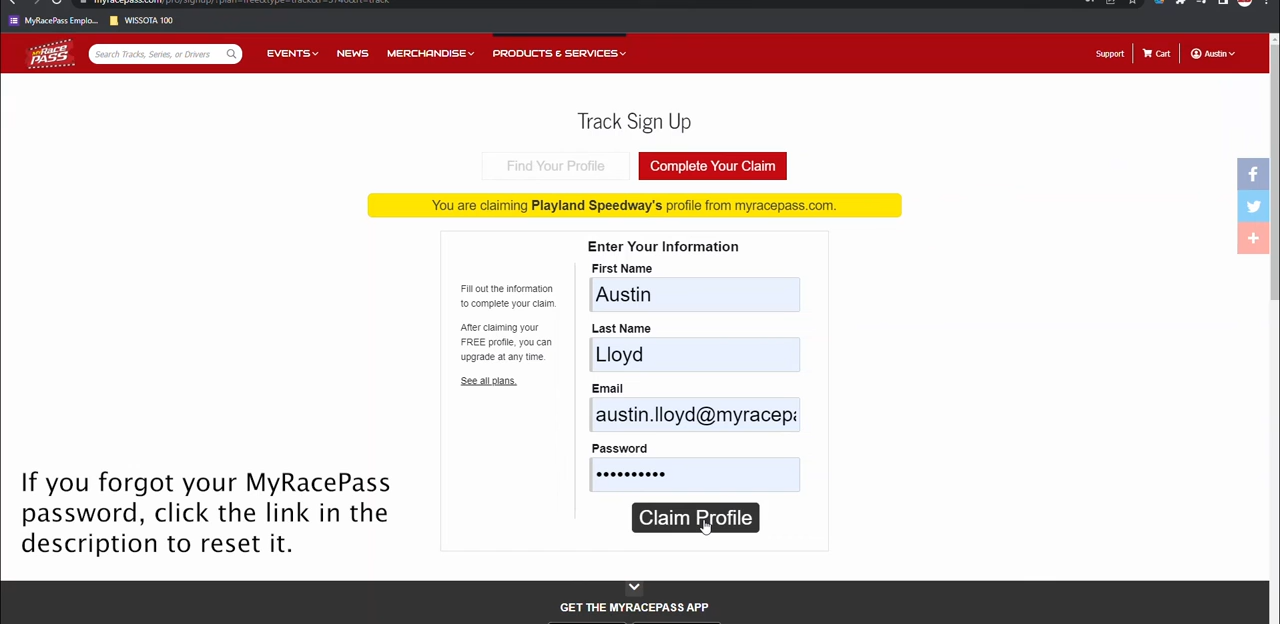 MyRacePass Emplo...
WISSOTA 100
MY RACE PASS
Search Tracks, Series, or Drivers
EVENTS
NEWS
MERCHANDISE
PRODUCTS & SERVICES
Support
Cart
Austin
Track Sign Up
Find Your Profile
Complete Your Claim
You are claiming Playland Speedway's profile from myracepass.com.
Enter Your Information
Fill out the information
to complete your claim.
After claiming your
FREE profile, you can
upgrade at any time.
See all plans.
First Name
Austin
Last Name
Lloyd
Email
austin.lloyd@myracepa
Password
••••••••••
Claim Profile
If you forgot your MyRacePass
password, click the link in the
description to reset it.
GET THE MYRACEPASS APP